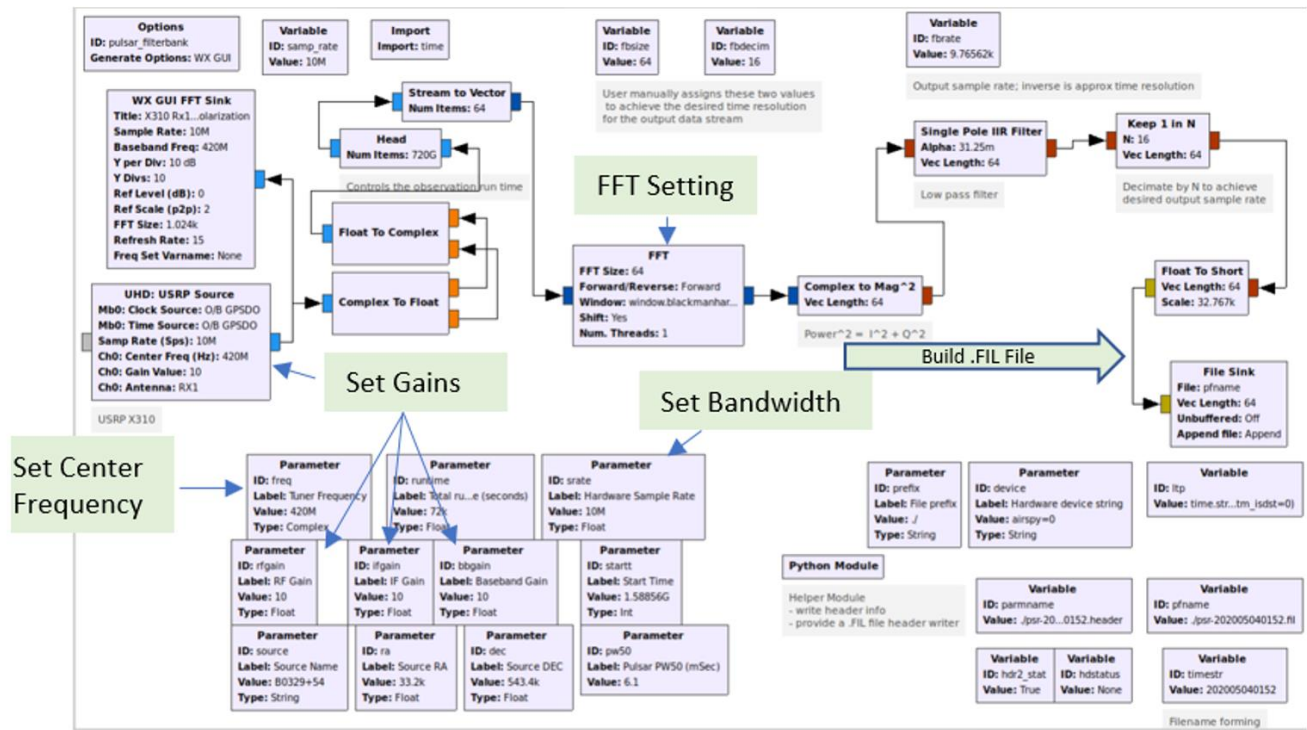 Options
ID: pulsar_filterbank
Generate Options: WX GUI
Variable
ID: samp_rate
Value: 10M
Import
Import: time
Variable
ID: fbsize
Value: 64
Variable
ID: fbdecim
Value: 16
User manually assigns these two values
to achieve the desired time resolution
for the output data stream
Variable
ID: fbrate
Value: 9.76562k
Output sample rate; inverse is approx time resolution
WX GUI FFT Sink
Title: X310 Rx1...olarization
Sample Rate: 10M
Baseband Freq: 420M
Y per Div: 10 dB
Y Divs: 10
Ref Level (dB): 0
Ref Scale (p2p): 2
FFT Size: 1.024k
Refresh Rate: 15
Freq Set Varname: None
Stream to Vector
Num Items: 64
Head
Num Items: 720G
Controls the observation run time
Float To Complex
Complex To Float
UHD: USRP Source
Mb0: Clock Source: O/B GPSDO
Mb0: Time Source: O/B GPSDO
Samp Rate (Sps): 10M
Ch0: Center Freq (Hz): 420M
Ch0: Gain Value: 10
Ch0: Antenna: RX1
USRP X310
FFT Setting
FFT
FFT Size: 64
Forward/Reverse: Forward
Window: window.blackmanhar...
Shift: Yes
Num. Threads: 1
Complex to Mag^2
Vec Length: 64
Power^2 = I^2 + Q^2
Single Pole IIR Filter
Alpha: 31.25m
Vec Length: 64
Low pass filter
Keep 1 in N
N: 16
Vec Length: 64
Decimate by N to achieve
desired output sample rate
Float To Short
Vec Length: 64
Scale: 32.767k
Build .FIL File
File Sink
File: pfname
Vec Length: 64
Unbuffered: Off
Append file: Append
Set Gains
Set Bandwidth
Set Center
Frequency
Parameter
ID: freq
Label: Tuner Frequency
Value: 420M
Type: Complex
Parameter
ID: runtime
Label: Total ru...e (seconds)
Value: 72k
Type: Float
Parameter
ID: srate
Label: Hardware Sample Rate
Value: 10M
Type: Float
Parameter
ID: rfgain
Label: RF Gain
Value: 10
Type: Float
Parameter
ID: ifgain
Label: IF Gain
Value: 10
Type: Float
Parameter
ID: bbgain
Label: Baseband Gain
Value: 10
Type: Float
Parameter
ID: startt
Label: Start Time
Value: 1.58856G
Type: Int
Parameter
ID: source
Label: Source Name
Value: B0329+54
Type: String
Parameter
ID: ra
Label: Source RA
Value: 33.2k
Type: Float
Parameter
ID: dec
Label: Source DEC
Value: 543.4k
Type: Float
Parameter
ID: pw50
Label: Pulsar PW50 (mSec)
Value: 6.1
Parameter
ID: prefix
Label: File prefix
Value: ./
Type: String
Parameter
ID: device
Label: Hardware device string
Value: airspy=0
Type: String
Variable
ID: ltp
Value: time.str...tm_isdst=0)
Python Module
Helper Module
- write header info
- provide a .FIL file header writer
Variable
ID: parmname
Value: ./psr-20...0152.header
Variable
ID: pfname
Value: ./psr-202005040152.fil
Variable
ID: hdr2_stat
Value: True
Variable
ID: hdstatus
Value: None
Variable
ID: timestr
Value: 202005040152
Filename forming